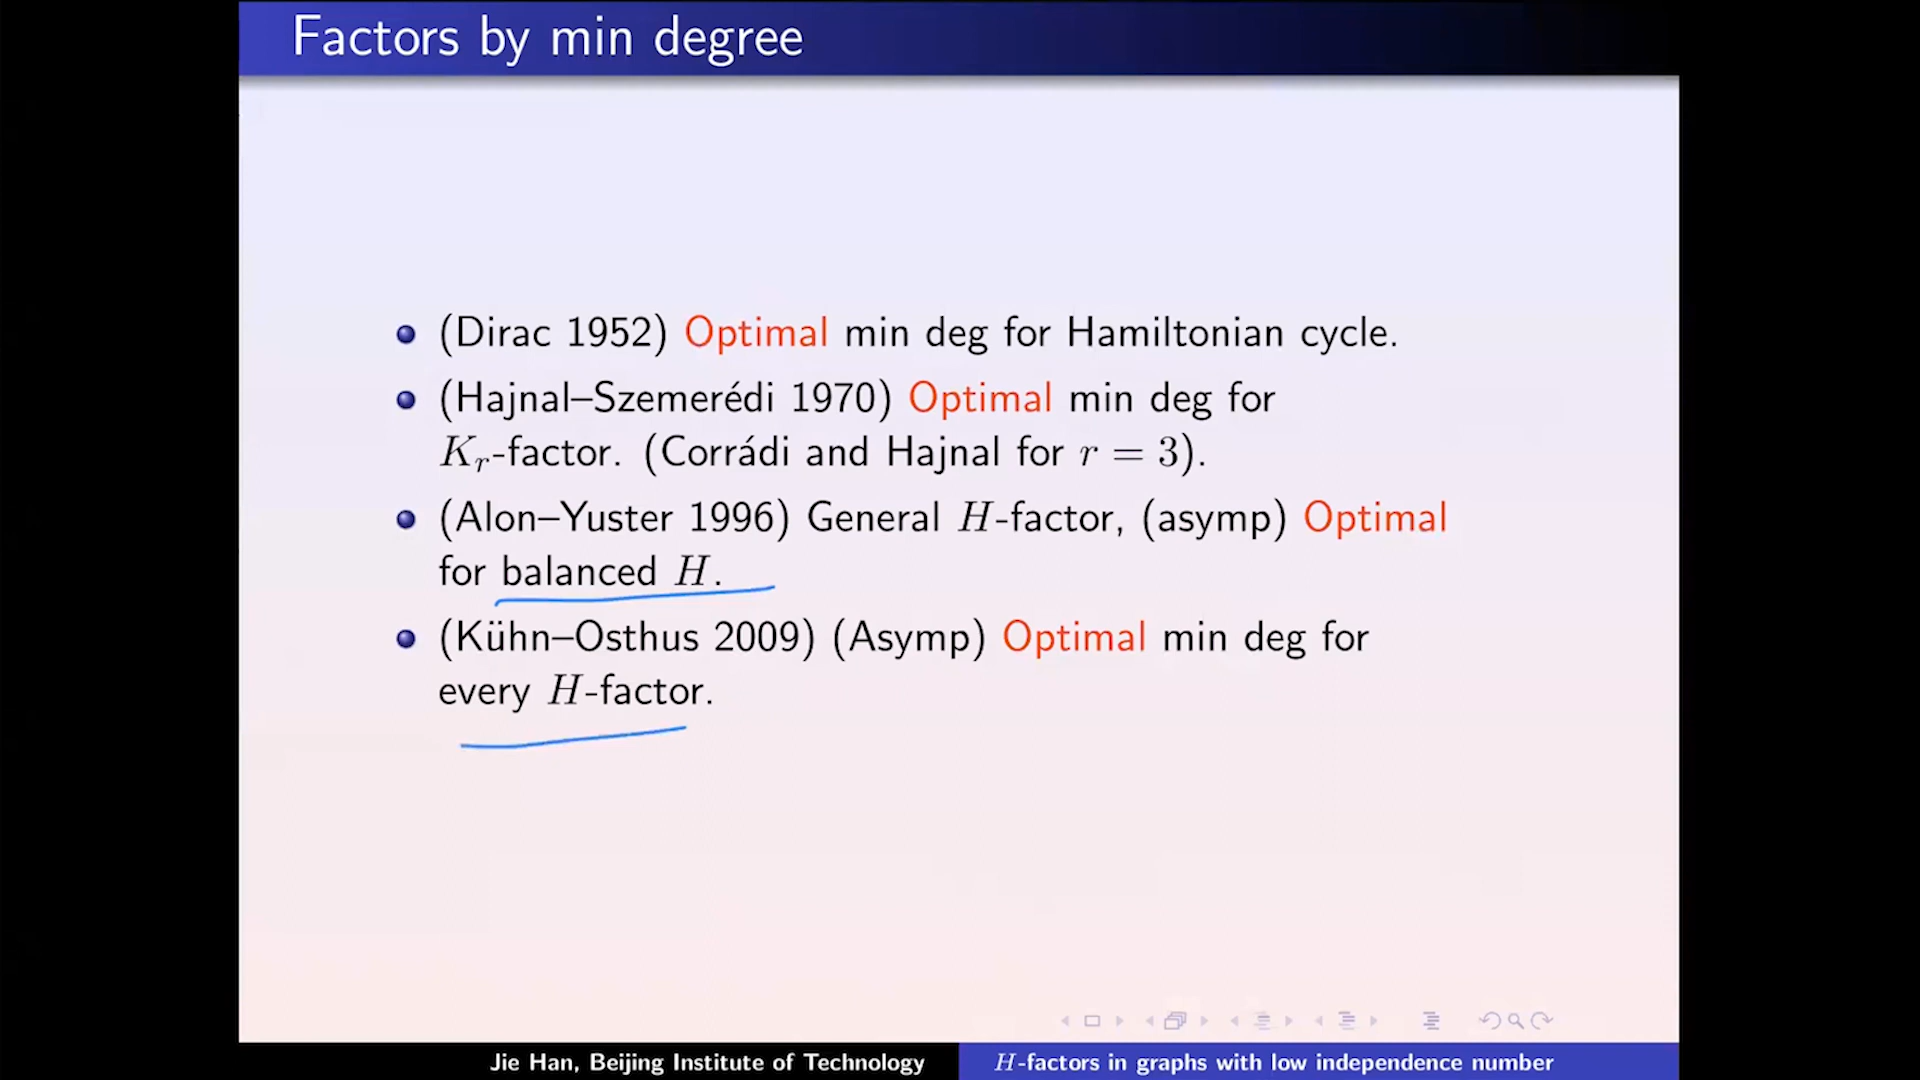 Factors by min degree
(Dirac 1952) Optimal min deg for Hamiltonian cycle.
(Hajnal–Szemerédi 1970) Optimal min deg for
K_r-factor. (Corrádi and Hajnal for r = 3).
(Alon–Yuster 1996) General H-factor, (asymp) Optimal
for balanced H.
(Kühn–Osthus 2009) (Asymp) Optimal min deg for
every H-factor.
Jie Han, Beijing Institute of Technology
H-factors in graphs with low independence number